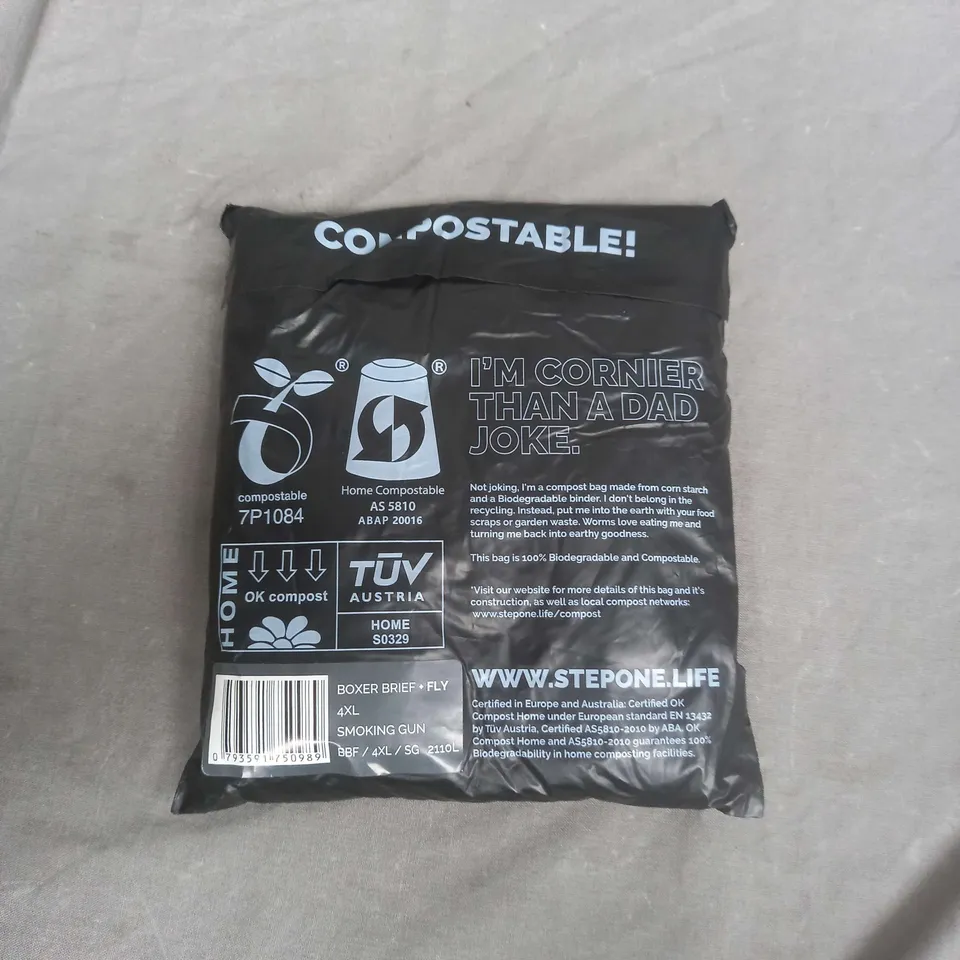 COMPOSTABLE!
®
®
compostable
7P1084
Home Compostable
AS 5810
ABAP 20016
I'M CORNIER
THAN A DAD
JOKE.
Not joking, I'm a compost bag made from corn starch
and a Biodegradable binder. I don't belong in the
recycling. Instead, put me into the earth with your food
scraps or garden waste. Worms love eating me and
turning me back into earthy goodness.
This bag is 100% Biodegradable and Compostable.
*Visit our website for more details of this bag and it's
construction, as well as local compost networks:
www.stepone.life/compost
HOME
OK compost
TÜV
AUSTRIA
HOME
S0329
WWW.STEPONE.LIFE
Certified in Europe and Australia: Certified OK
Compost Home under European standard EN 13432
by Tüv Austria. Certified AS5810-2010 by ABA. OK
Compost Home and AS5810-2010 guarantees 100%
Biodegradability in home composting facilities.
BOXER BRIEF + FLY
4XL
SMOKING GUN
BBF / 4XL / SG 2110L
0 793591 750989